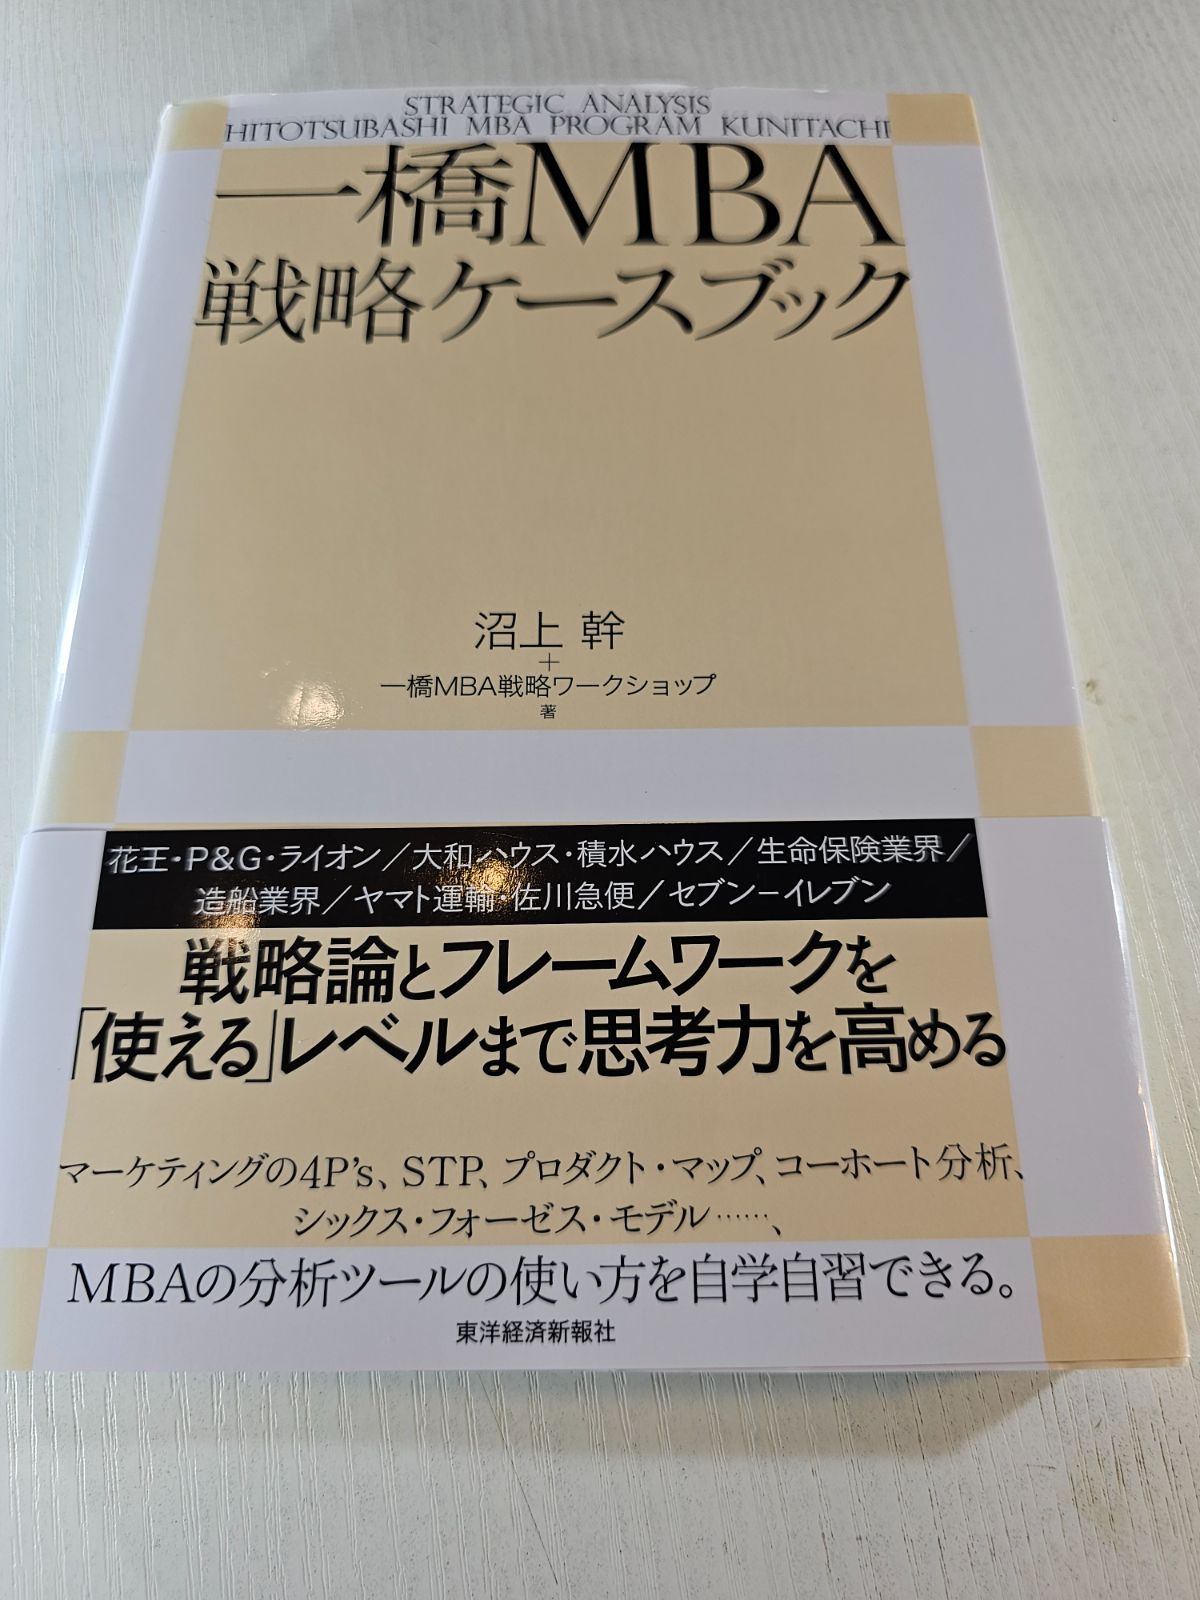 STRATEGIC ANALYSIS
HITOTSUBASHI MBA PROGRAM KUNITACHI
一橋MBA
戦略ケースブック
沼上 幹
+
一橋MBA戦略ワークショップ
著
花王・P&G・ライオン／大和ハウス・積水ハウス／生命保険業界／
造船業界／ヤマト運輸・佐川急便／セブン-イレブン
戦略論とフレームワークを
「使える」レベルまで思考力を高める
マーケティングの4P's、STP、プロダクト・マップ、コーホート分析、
シックス・フォーゼス・モデル……、
MBAの分析ツールの使い方を自学自習できる。
東洋経済新報社